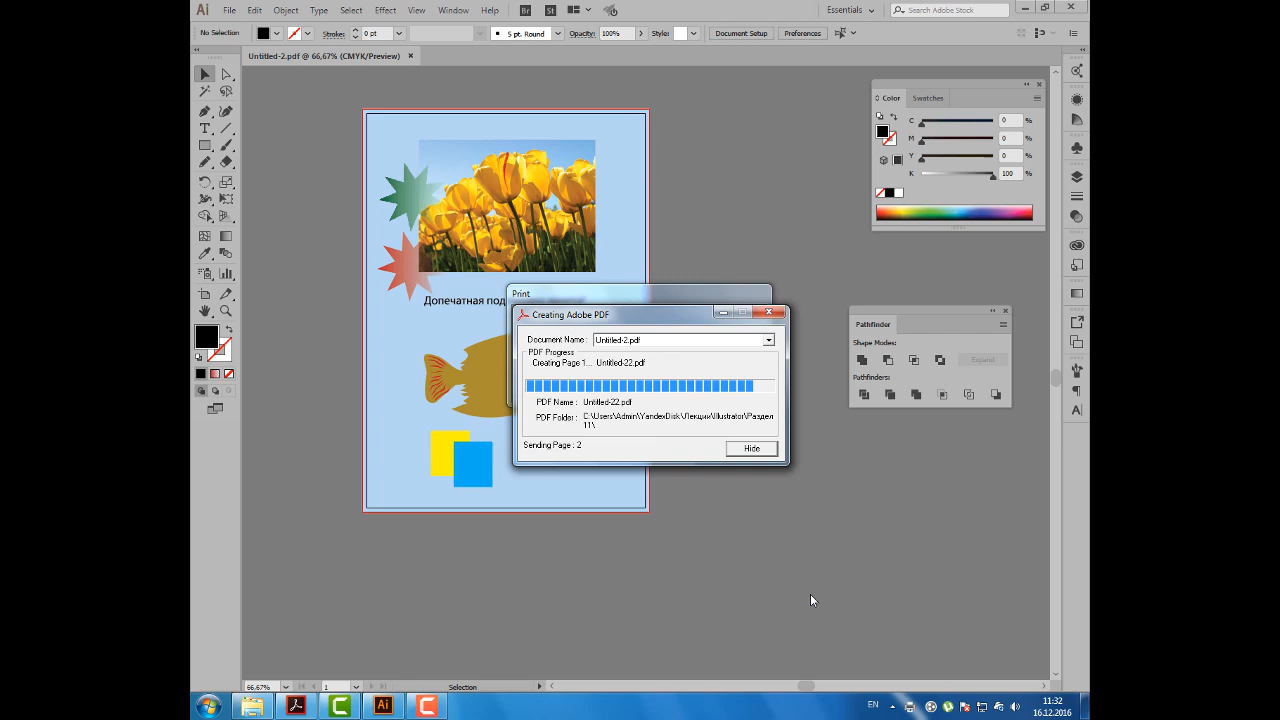 Ai File Edit Object Type Select Effect View Window Help Br St Essentials Search Adobe Stock
No Selection Strokes 0 pt 5 pt. Round Opacity: 100% Style: Document Setup Preferences
Untitled-2.pdf @ 66,67% (CMYK/Preview)
Color Swatches
C 0 %
M 0 %
Y 0 %
K 100 %
Допечатная под
Print
Creating Adobe PDF
Document Name : Untitled-2.pdf
PDF Progress
Creating Page 1... Untitled-22.pdf
PDF Name : Untitled-22.pdf
PDF Folder : C:\Users\Admin\YandexDisk\Лекции\Illustrator\Раздел
11\
Sending Page : 2
Hide
Pathfinder
Shape Modes:
Expand
Pathfinders:
66,67% 1 Selection
Ai C C EN 11:32
16.12.2016